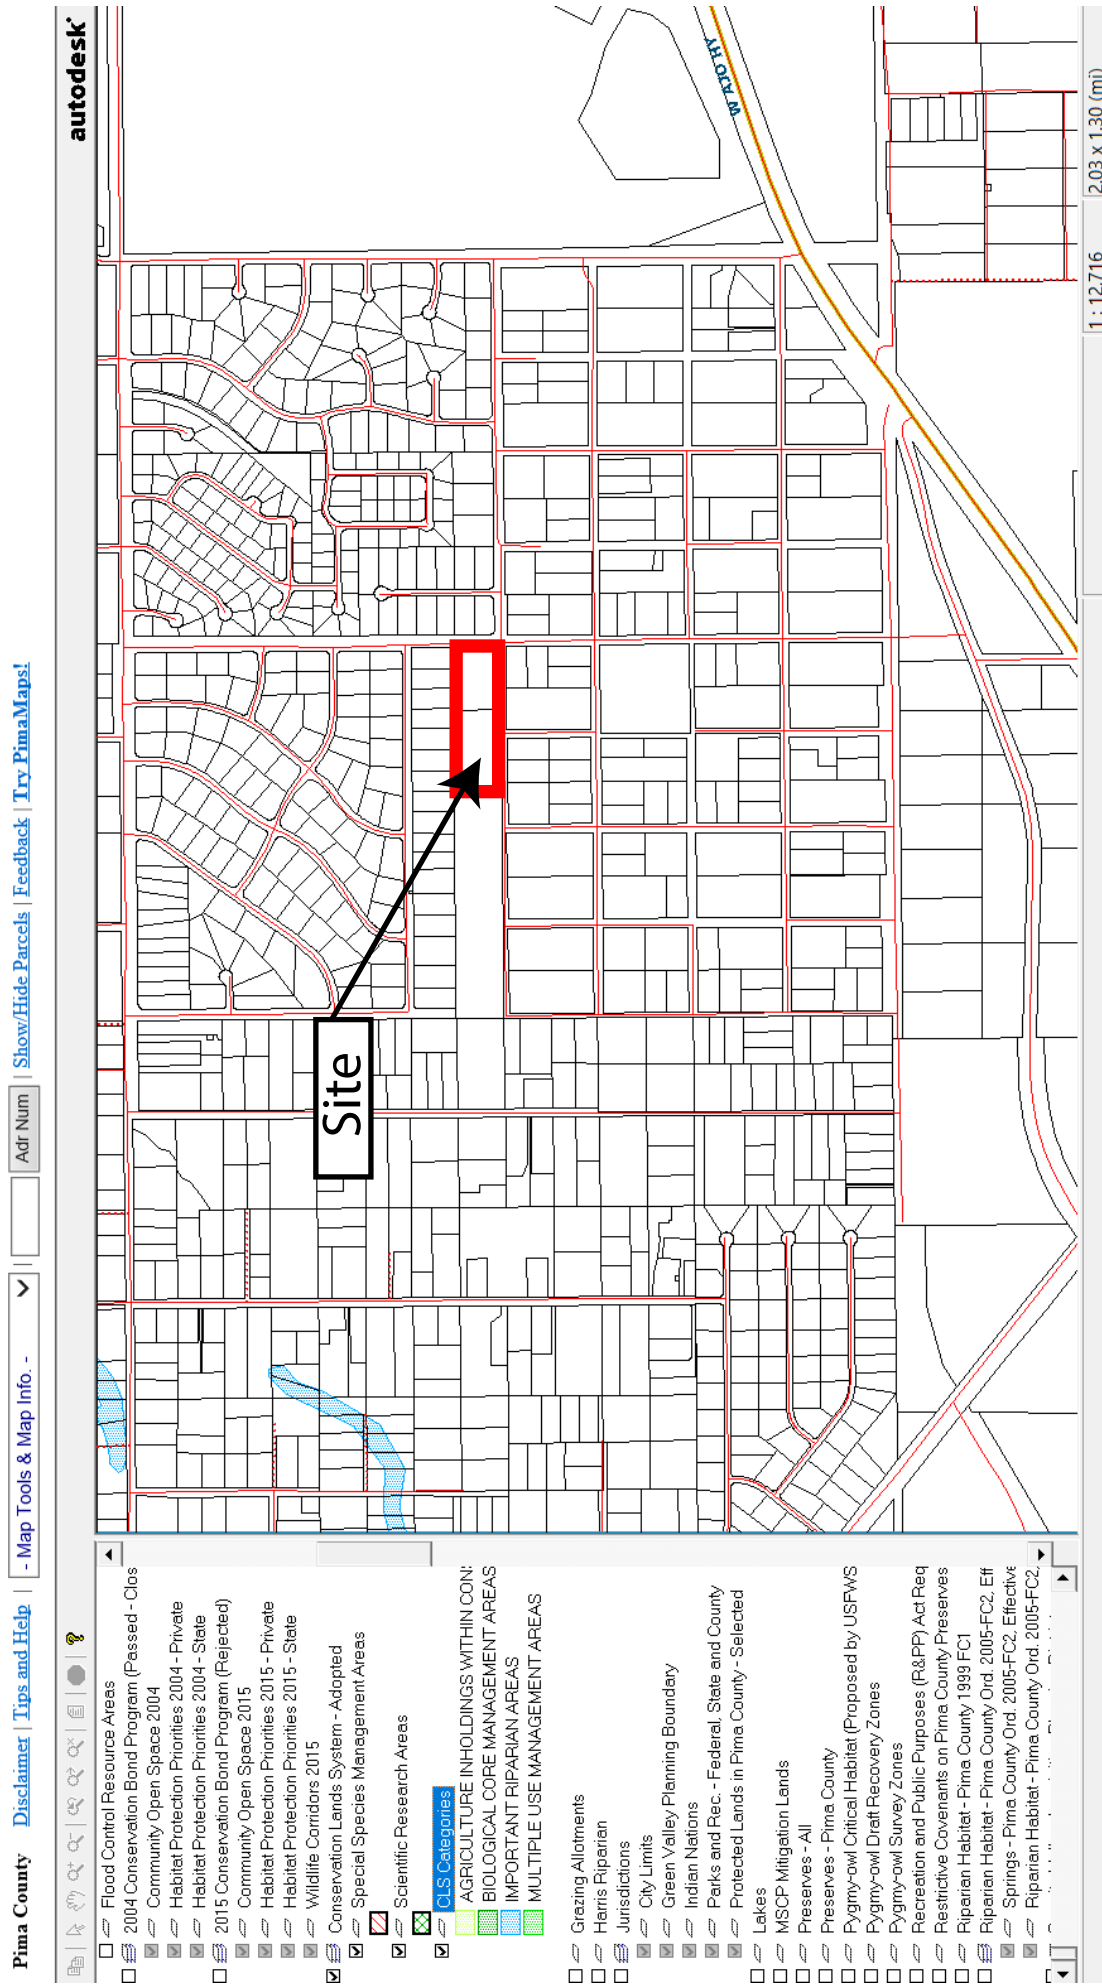 Pima County Disclaimer | Tips and Help | - Map Tools & Map Info. - | Adr Num | Show/Hide Parcels | Feedback | Try PimaMaps!
autodesk
Flood Control Resource Areas
2004 Conservation Bond Program (Passed - Clos
Community Open Space 2004
Habitat Protection Priorities 2004 - Private
Habitat Protection Priorities 2004 - State
2015 Conservation Bond Program (Rejected)
Community Open Space 2015
Habitat Protection Priorities 2015 - Private
Habitat Protection Priorities 2015 - State
Wildlife Corridors 2015
Conservation Lands System - Adopted
Special Species Management Areas
Scientific Research Areas
CLS Categories
AGRICULTURE INHOLDINGS WITHIN CON
BIOLOGICAL CORE MANAGEMENT AREAS
IMPORTANT RIPARIAN AREAS
MULTIPLE USE MANAGEMENT AREAS
Grazing Allotments
Harris Riparian
Jurisdictions
City Limits
Green Valley Planning Boundary
Indian Nations
Parks and Rec. - Federal, State and County
Protected Lands in Pima County - Selected
Lakes
MSCP Mitigation Lands
Preserves - All
Preserves - Pima County
Pygmy-owl Critical Habitat (Proposed by USFWS
Pygmy-owl Draft Recovery Zones
Pygmy-owl Survey Zones
Recreation and Public Purposes (R&PP) Act Req
Restrictive Covenants on Pima County Preserves
Riparian Habitat - Pima County 1999 FC1
Riparian Habitat - Pima County Ord. 2005-FC2, Eff
Springs - Pima County Ord. 2005-FC2, Effective
Riparian Habitat - Pima County Ord. 2005-FC2,
Site
W AJO HY
1 : 12,716
2.03 x 1.30 (mi)